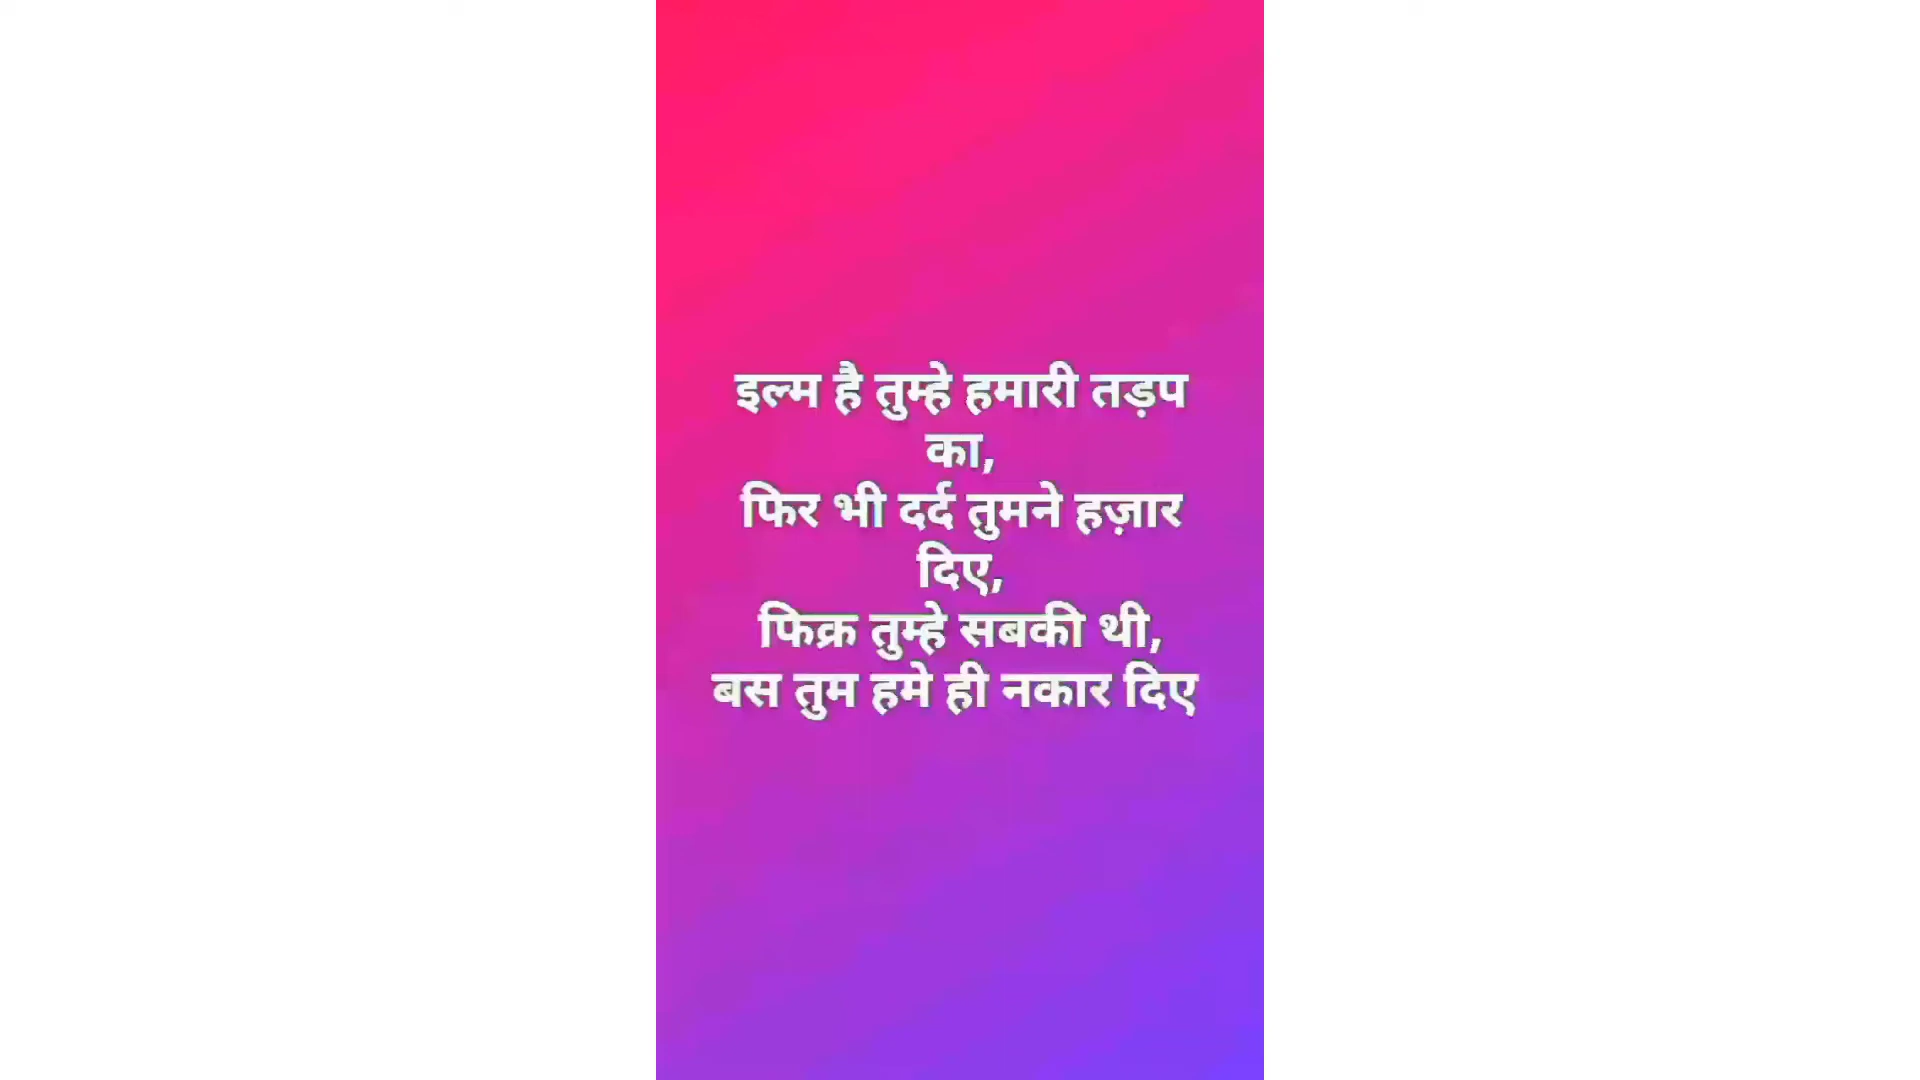 इल्म है तुम्हे हमारी तड़प
का,
फिर भी दर्द तुमने हज़ार
दिए,
फिक्र तुम्हे सबकी थी,
बस तुम हमे ही नकार दिए